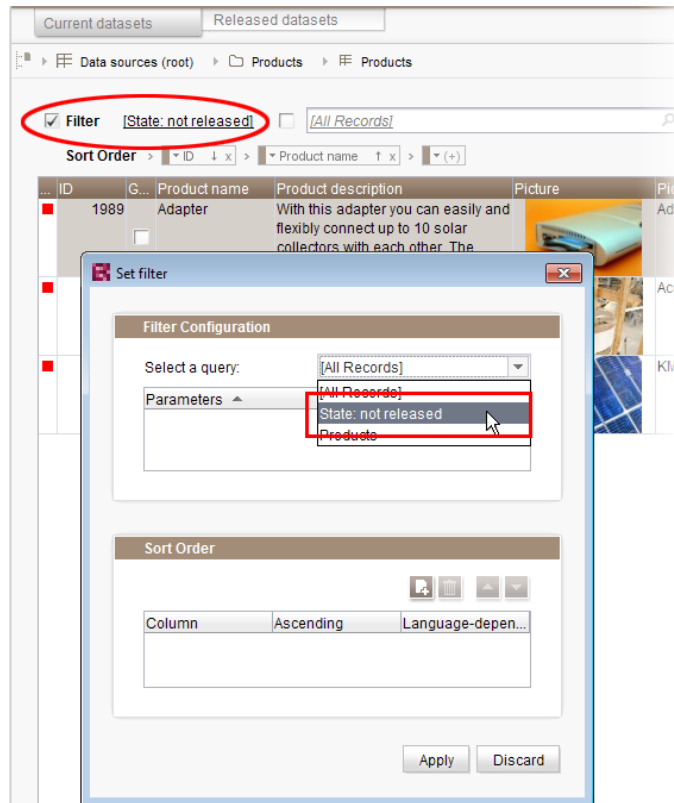 Current datasets
Released datasets
Data sources (root)
Products
Products
Filter
[State: not released]
[All Records]
Sort Order > ID ↓ x > Product name ↑ x > (+)
... ID G... Product name Product description Picture
1989 Adapter With this adapter you can easily and
flexibly connect up to 10 solar
collectors with each other. The
Set filter
Filter Configuration
Select a query: [All Records]
[All Records]
Parameters
State: not released
Products
Sort Order
Column Ascending Language-depen...
Apply Discard